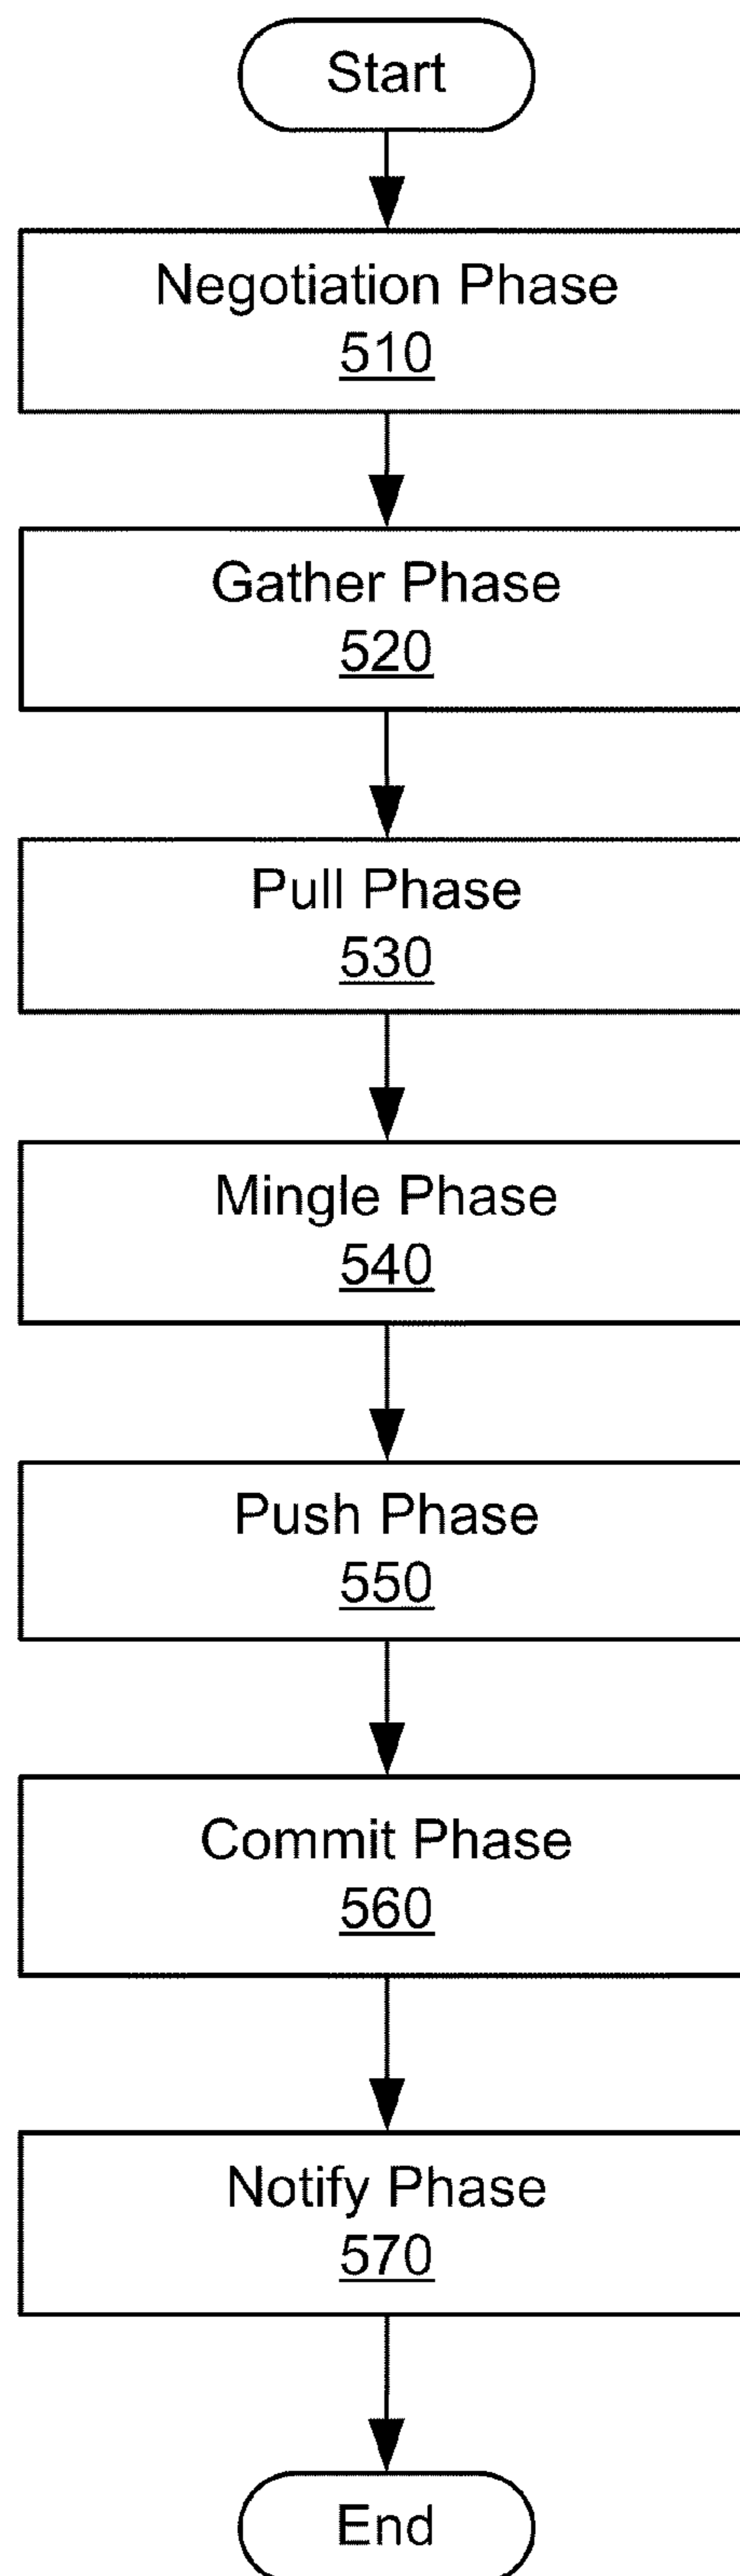 Start
Negotiation Phase
510
Gather Phase
520
Pull Phase
530
Mingle Phase
540
Push Phase
550
Commit Phase
560
Notify Phase
570
End